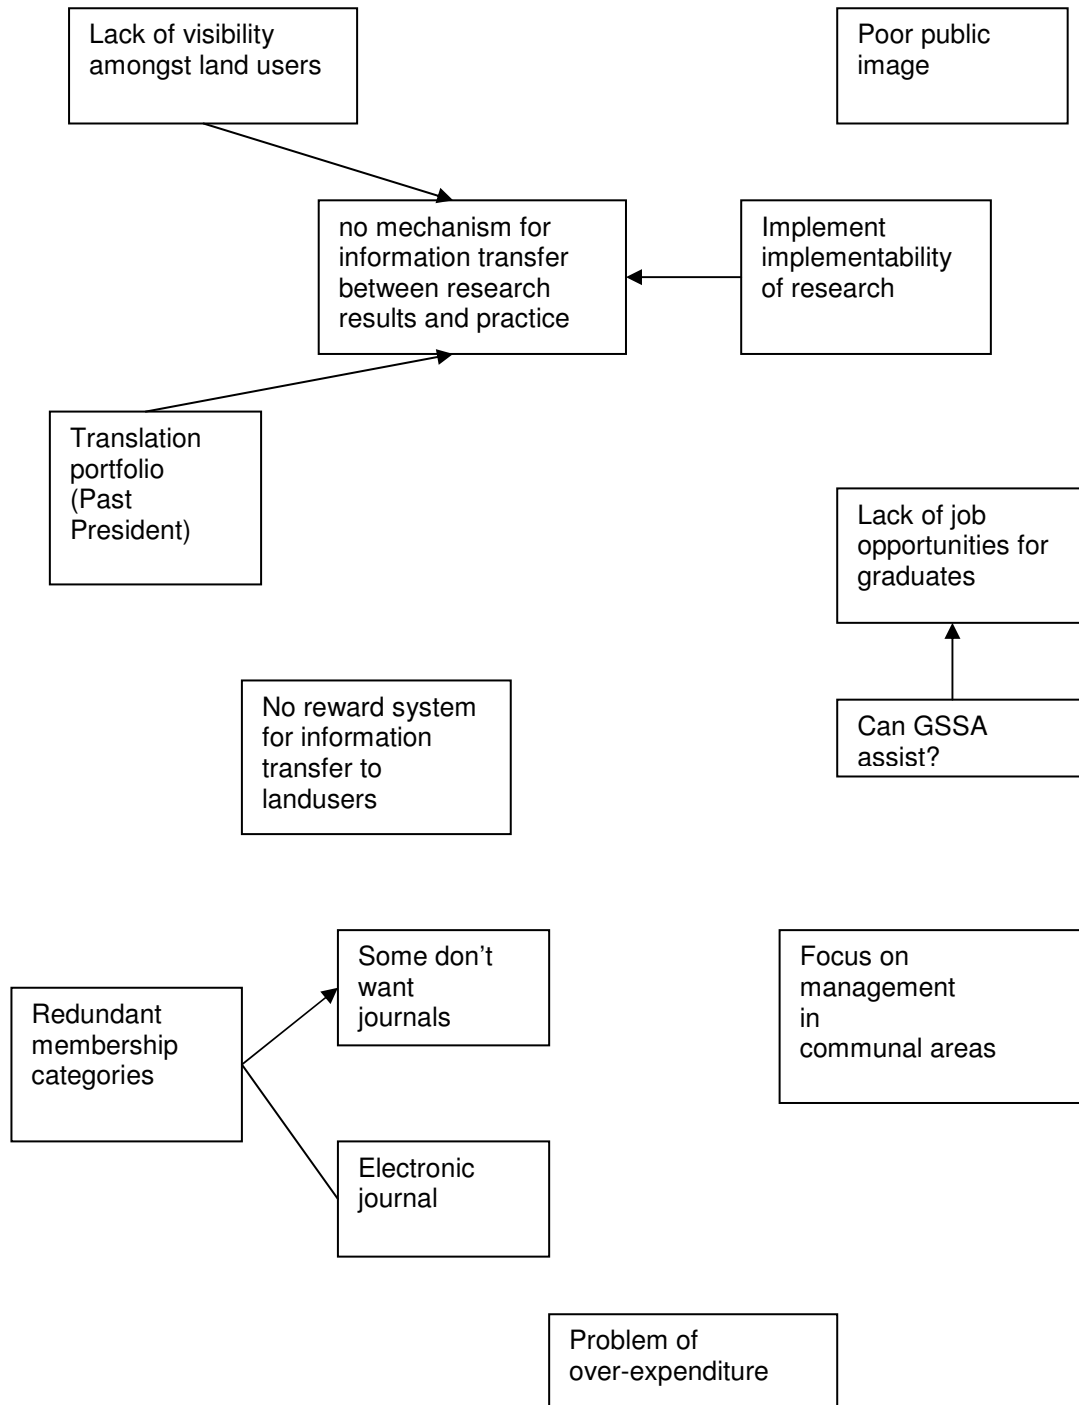 Lack of visibility
amongst land users
Poor public
image
no mechanism for
information transfer
between research
results and practice
Implement
implementability
of research
Translation
portfolio
(Past
President)
Lack of job
opportunities for
graduates
No reward system
for information
transfer to
landusers
Can GSSA
assist?
Some don't
want
journals
Focus on
management
in
communal areas
Redundant
membership
categories
Electronic
journal
Problem of
over-expenditure